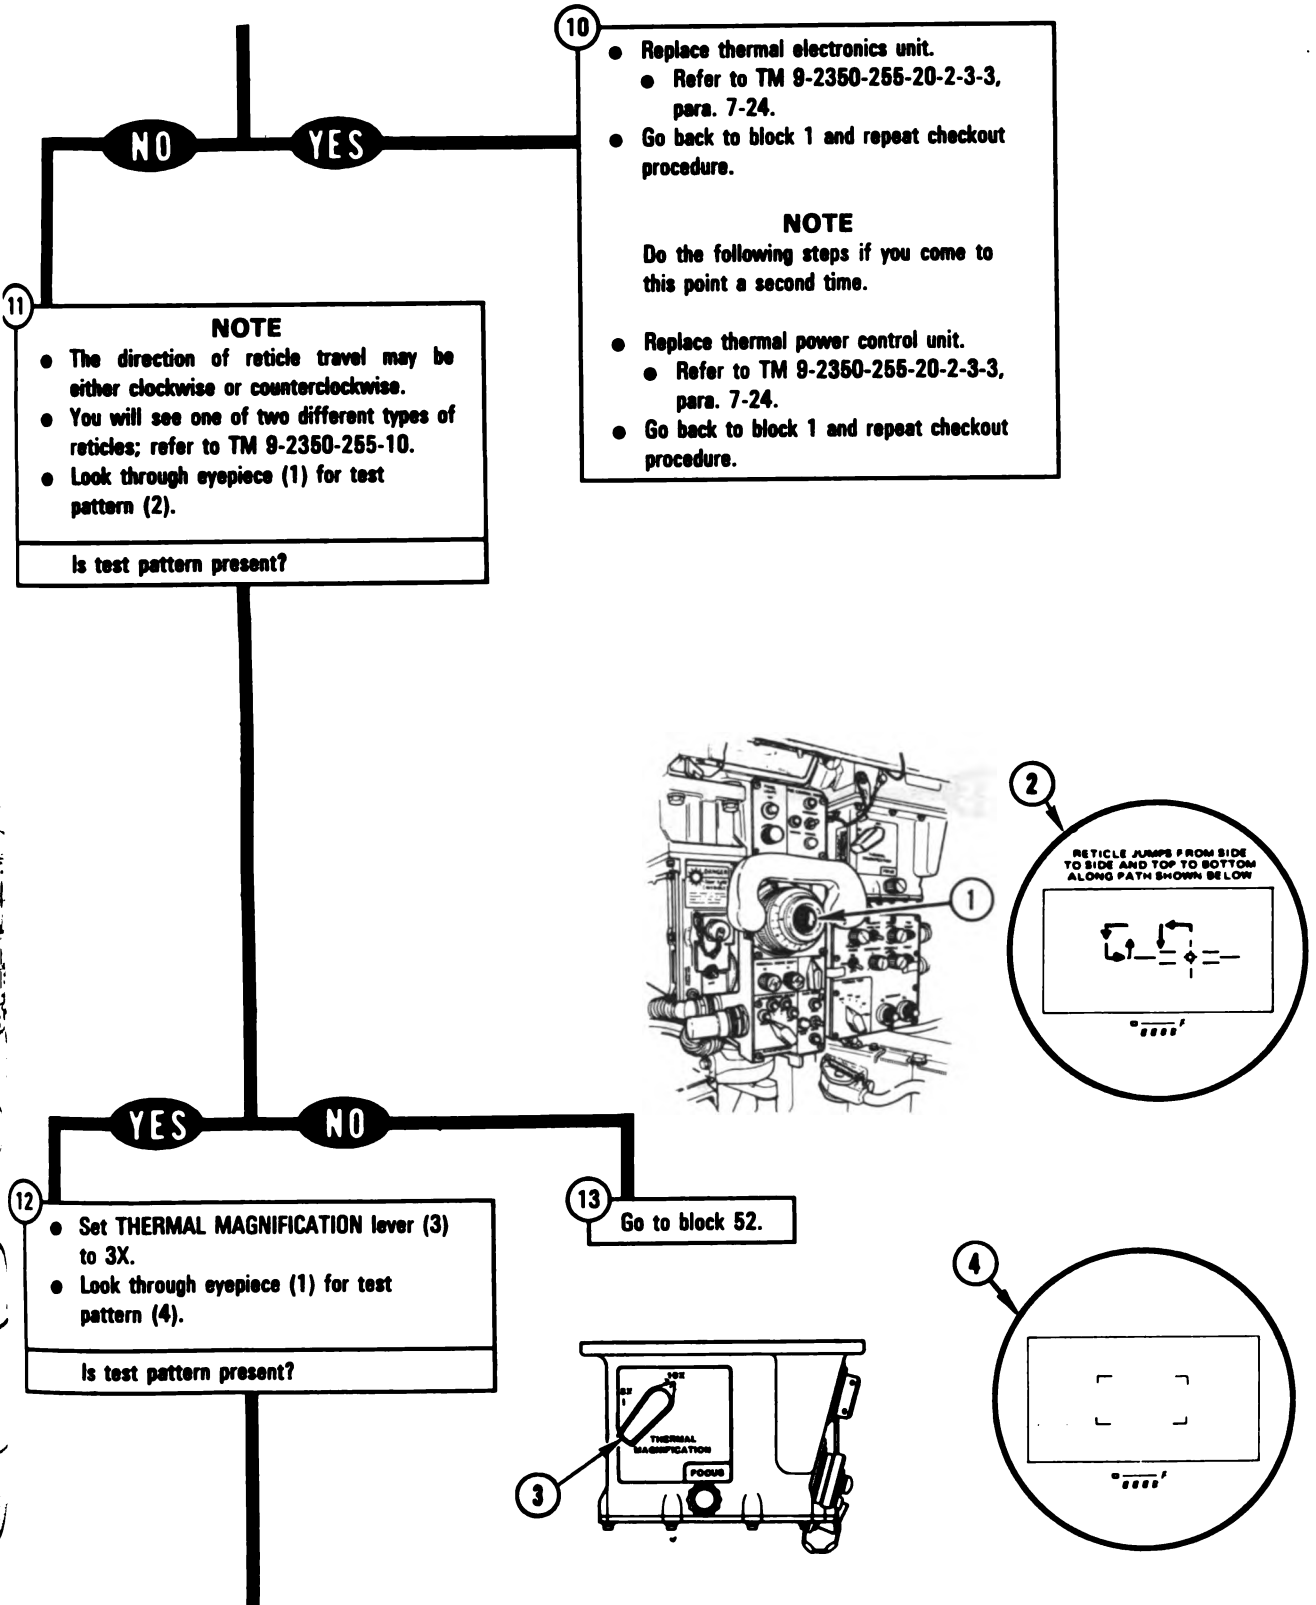 10
● Replace thermal electronics unit.
● Refer to TM 9-2350-255-20-2-3-3,
para. 7-24.
● Go back to block 1 and repeat checkout
procedure.
NOTE
Do the following steps if you come to
this point a second time.
● Replace thermal power control unit.
● Refer to TM 9-2350-255-20-2-3-3,
para. 7-24.
● Go back to block 1 and repeat checkout
procedure.
NO YES
11
NOTE
● The direction of reticle travel may be
either clockwise or counterclockwise.
● You will see one of two different types of
reticles; refer to TM 9-2350-255-10.
● Look through eyepiece (1) for test
pattern (2).
Is test pattern present?
1
2
RETICLE JUMPS FROM SIDE
TO SIDE AND TOP TO BOTTOM
ALONG PATH SHOWN BELOW
F
YES NO
12
● Set THERMAL MAGNIFICATION lever (3)
to 3X.
● Look through eyepiece (1) for test
pattern (4).
Is test pattern present?
13
Go to block 52.
10X
3X
THERMAL
MAGNIFICATION
FOCUS
3
4
F